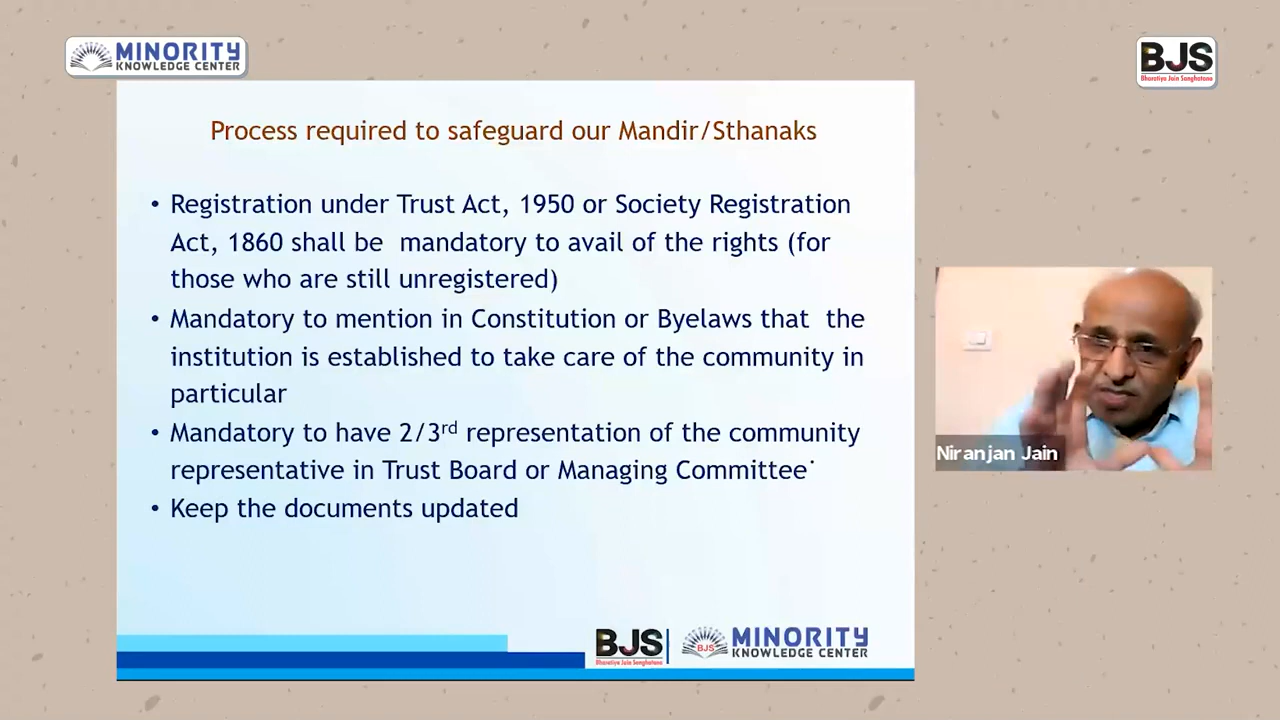 MINORITY
KNOWLEDGE CENTER
BJS
Bharatiya Jain Sanghatana
Process required to safeguard our Mandir/Sthanaks
• Registration under Trust Act, 1950 or Society Registration
Act, 1860 shall be mandatory to avail of the rights (for
those who are still unregistered)
• Mandatory to mention in Constitution or Byelaws that the
institution is established to take care of the community in
particular
• Mandatory to have 2/3rd representation of the community
representative in Trust Board or Managing Committee
• Keep the documents updated
Niranjan Jain
BJS
Bharatiya Jain Sanghatana
BJS
MINORITY
KNOWLEDGE CENTER